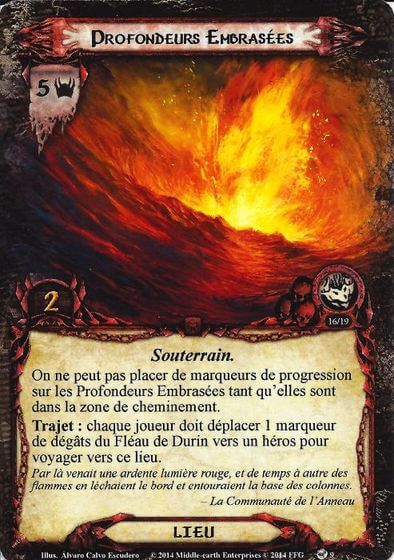 Profondeurs Embrasées
5
2
16/19
Souterrain.
On ne peut pas placer de marqueurs de progression
sur les Profondeurs Embrasées tant qu'elles sont
dans la zone de cheminement.
Trajet : chaque joueur doit déplacer 1 marqueur
de dégâts du Fléau de Durin vers un héros pour
voyager vers ce lieu.
Par là venait une ardente lumière rouge, et de temps à autre des
flammes en léchaient le bord et entouraient la base des colonnes.
– La Communauté de l'Anneau
LIEU
Illus. Álvaro Calvo Escudero © 2014 Middle-earth Enterprises © 2014 FFG 9